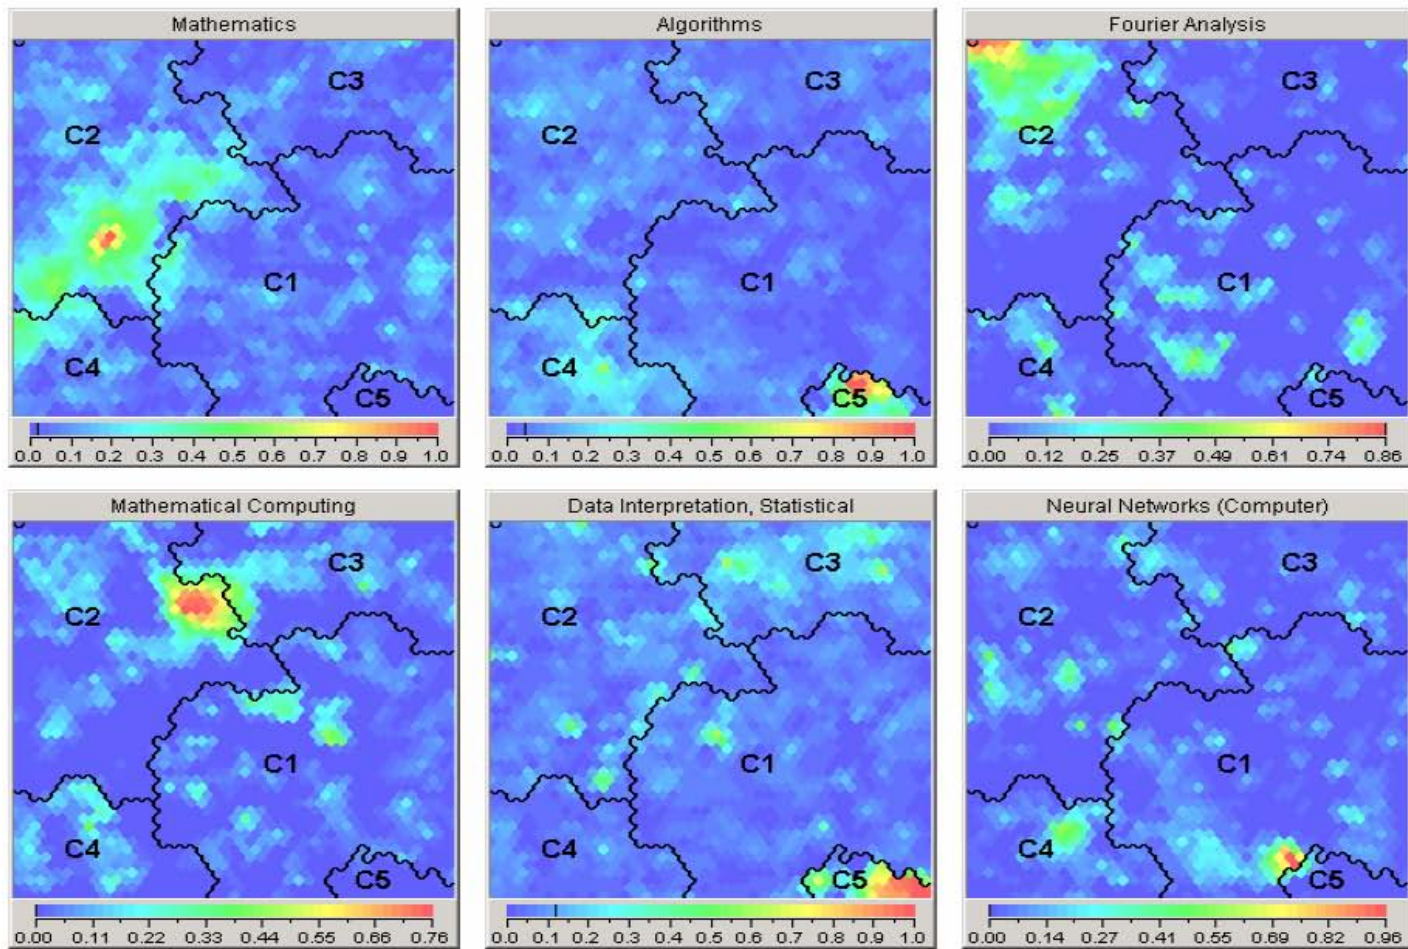 Mathematics
C3
C2
C1
C4
C5
0.0 0.1 0.2 0.3 0.4 0.5 0.6 0.7 0.8 0.9 1.0
Algorithms
C3
C2
C1
C4
C5
0.0 0.1 0.2 0.3 0.4 0.5 0.6 0.7 0.8 0.9 1.0
Fourier Analysis
C3
C2
C1
C4
C5
0.00 0.12 0.25 0.37 0.49 0.61 0.74 0.86
Mathematical Computing
C3
C2
C1
C4
C5
0.00 0.11 0.22 0.33 0.44 0.55 0.66 0.76
Data Interpretation, Statistical
C3
C2
C1
C4
C5
0.0 0.1 0.2 0.3 0.4 0.5 0.6 0.7 0.8 0.9 1.0
Neural Networks (Computer)
C3
C2
C1
C4
C5
0.00 0.14 0.27 0.41 0.55 0.69 0.82 0.96